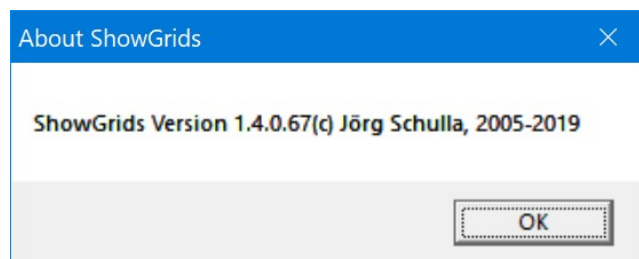 About ShowGrids
ShowGrids Version 1.4.0.67(c) Jörg Schulla, 2005-2019
OK